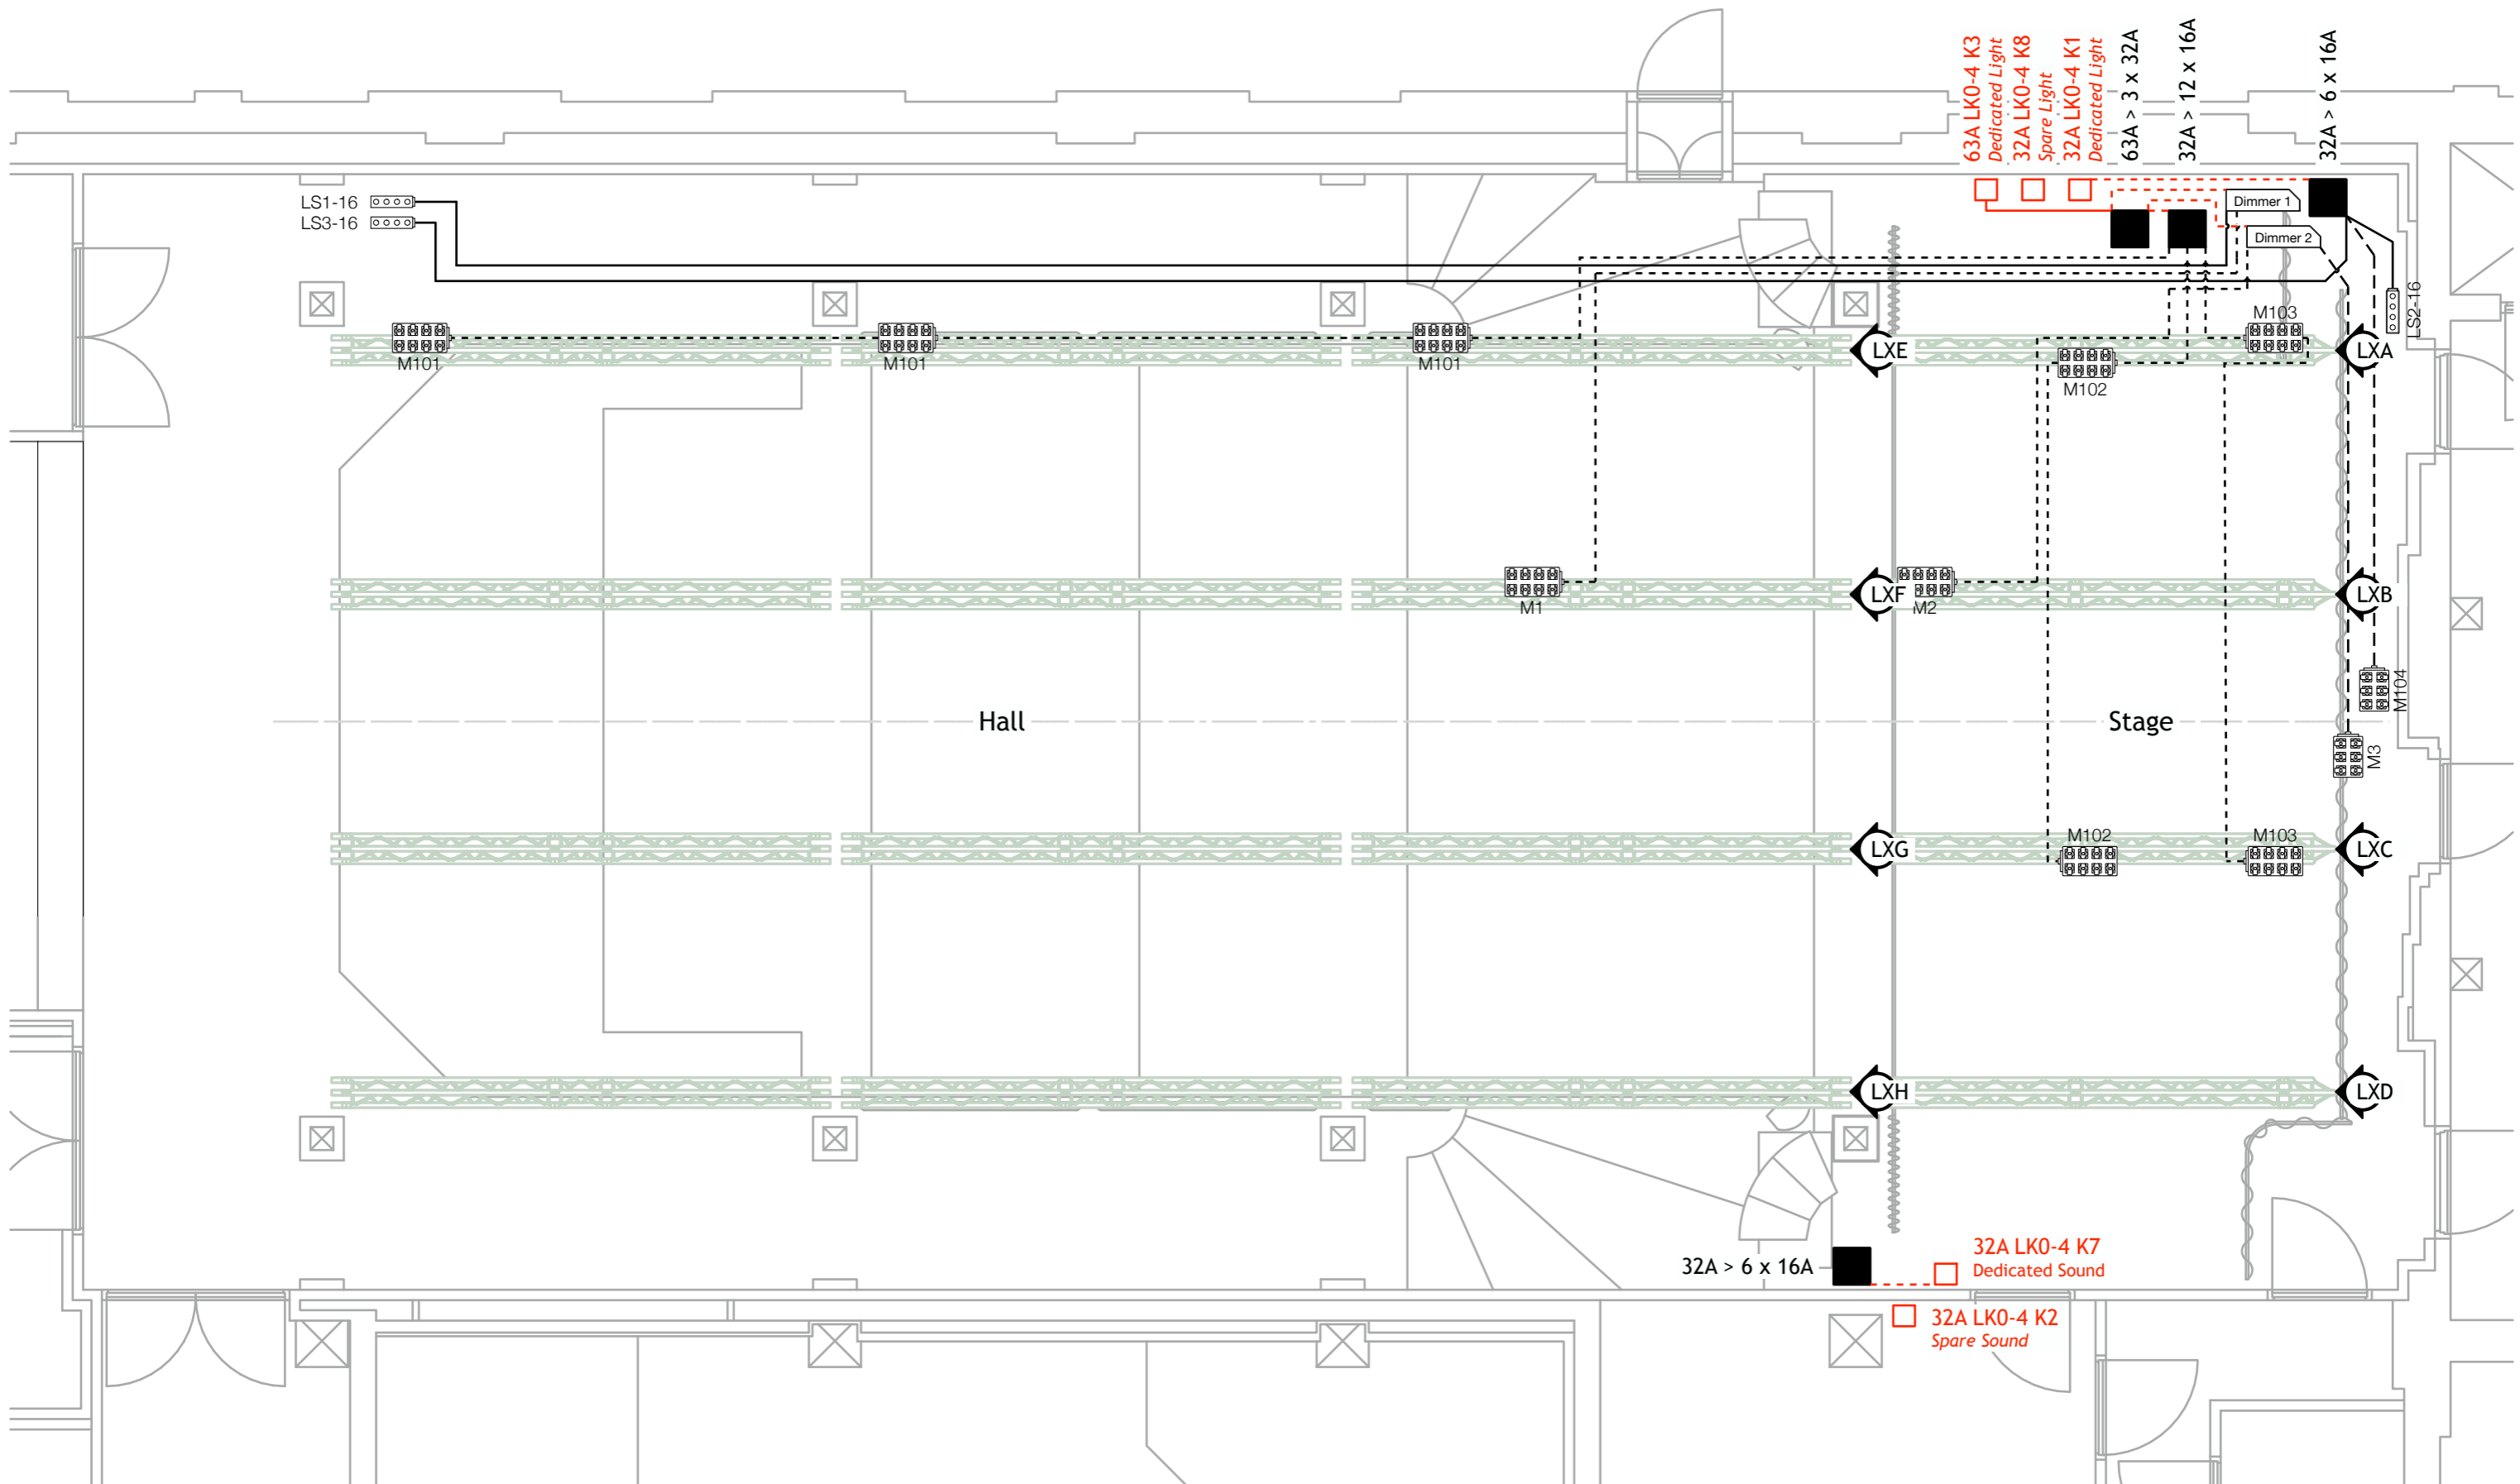 63A LK0-4 K3
Dedicated Light
32A LK0-4 K8
Spare Light
32A LK0-4 K1
Dedicated Light
63A > 3 x 32A
32A > 12 x 16A
32A > 6 x 16A
LS1-16
LS3-16
Dimmer 1
Dimmer 2
LS2-16
M103
M101
M101
M101
LXE
M102
LXA
M1
LXF
M2
LXB
M104
Hall
Stage
M3
M102
M103
LXG
LXC
LXH
LXD
32A > 6 x 16A
32A LK0-4 K7
Dedicated Sound
32A LK0-4 K2
Spare Sound